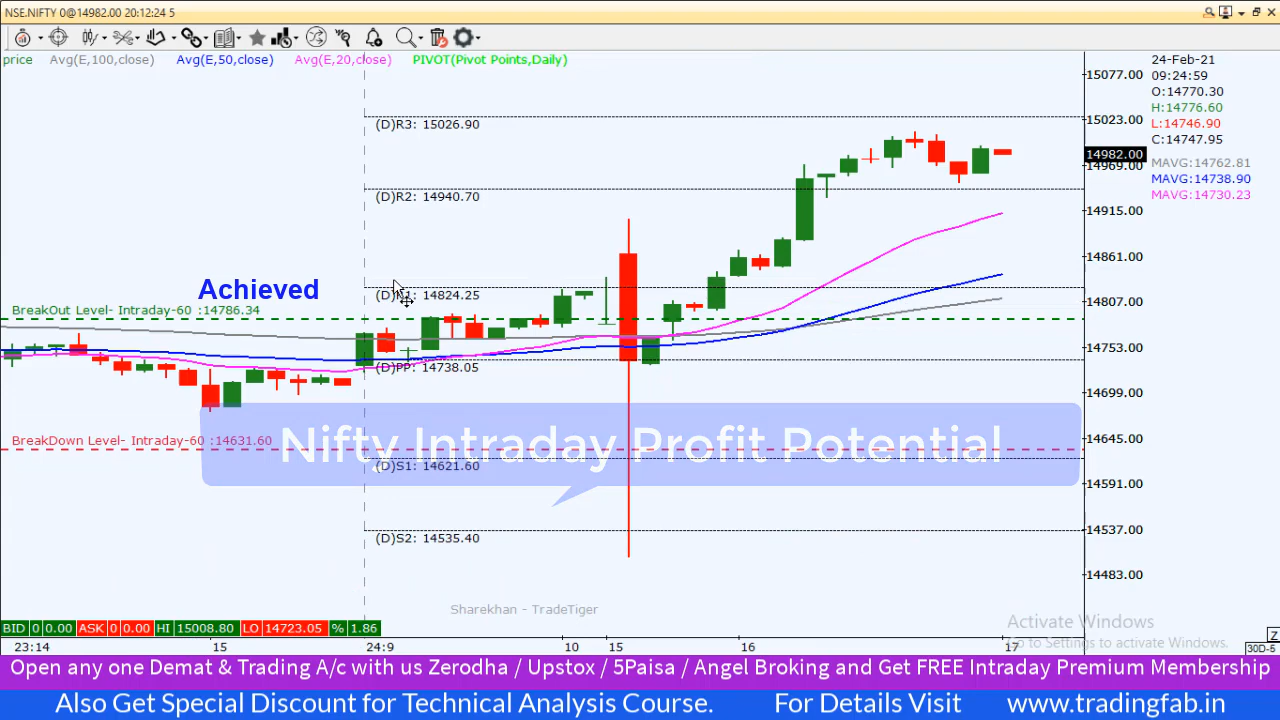 NSE.NIFTY 0@14982.00 20:12:24 5
price Avg(E,100,close) Avg(E,50,close) Avg(E,20,close) PIVOT(Pivot Points,Daily)
24-Feb-21
09:24:59
O:14770.30
H:14776.60
L:14746.90
C:14747.95
MAVG:14762.81
MAVG:14738.90
MAVG:14730.23
15077.00
15023.00
14982.00
14969.00
14915.00
14861.00
14807.00
14753.00
14699.00
14645.00
14591.00
14537.00
14483.00
(D)R3: 15026.90
(D)R2: 14940.70
Achieved
14824.25
BreakOut Level- Intraday-60 :14786.34
(D)PP: 14738.05
BreakDown Level- Intraday-60 :14631.60
Nifty Intraday Profit Potential
(D)S1: 14621.60
(D)S2: 14535.40
Sharekhan - TradeTiger
Activate Windows
Go to Settings to activate Windows.
BID 0 0.00 ASK 0 0.00 HI 15008.80 LO 14723.05 % 1.86
23:14 15 24:9 10 15 16 17 30D-5
Z
Open any one Demat & Trading A/c with us Zerodha / Upstox / 5Paisa / Angel Broking and Get FREE Intraday Premium Membership
Also Get Special Discount for Technical Analysis Course. For Details Visit www.tradingfab.in